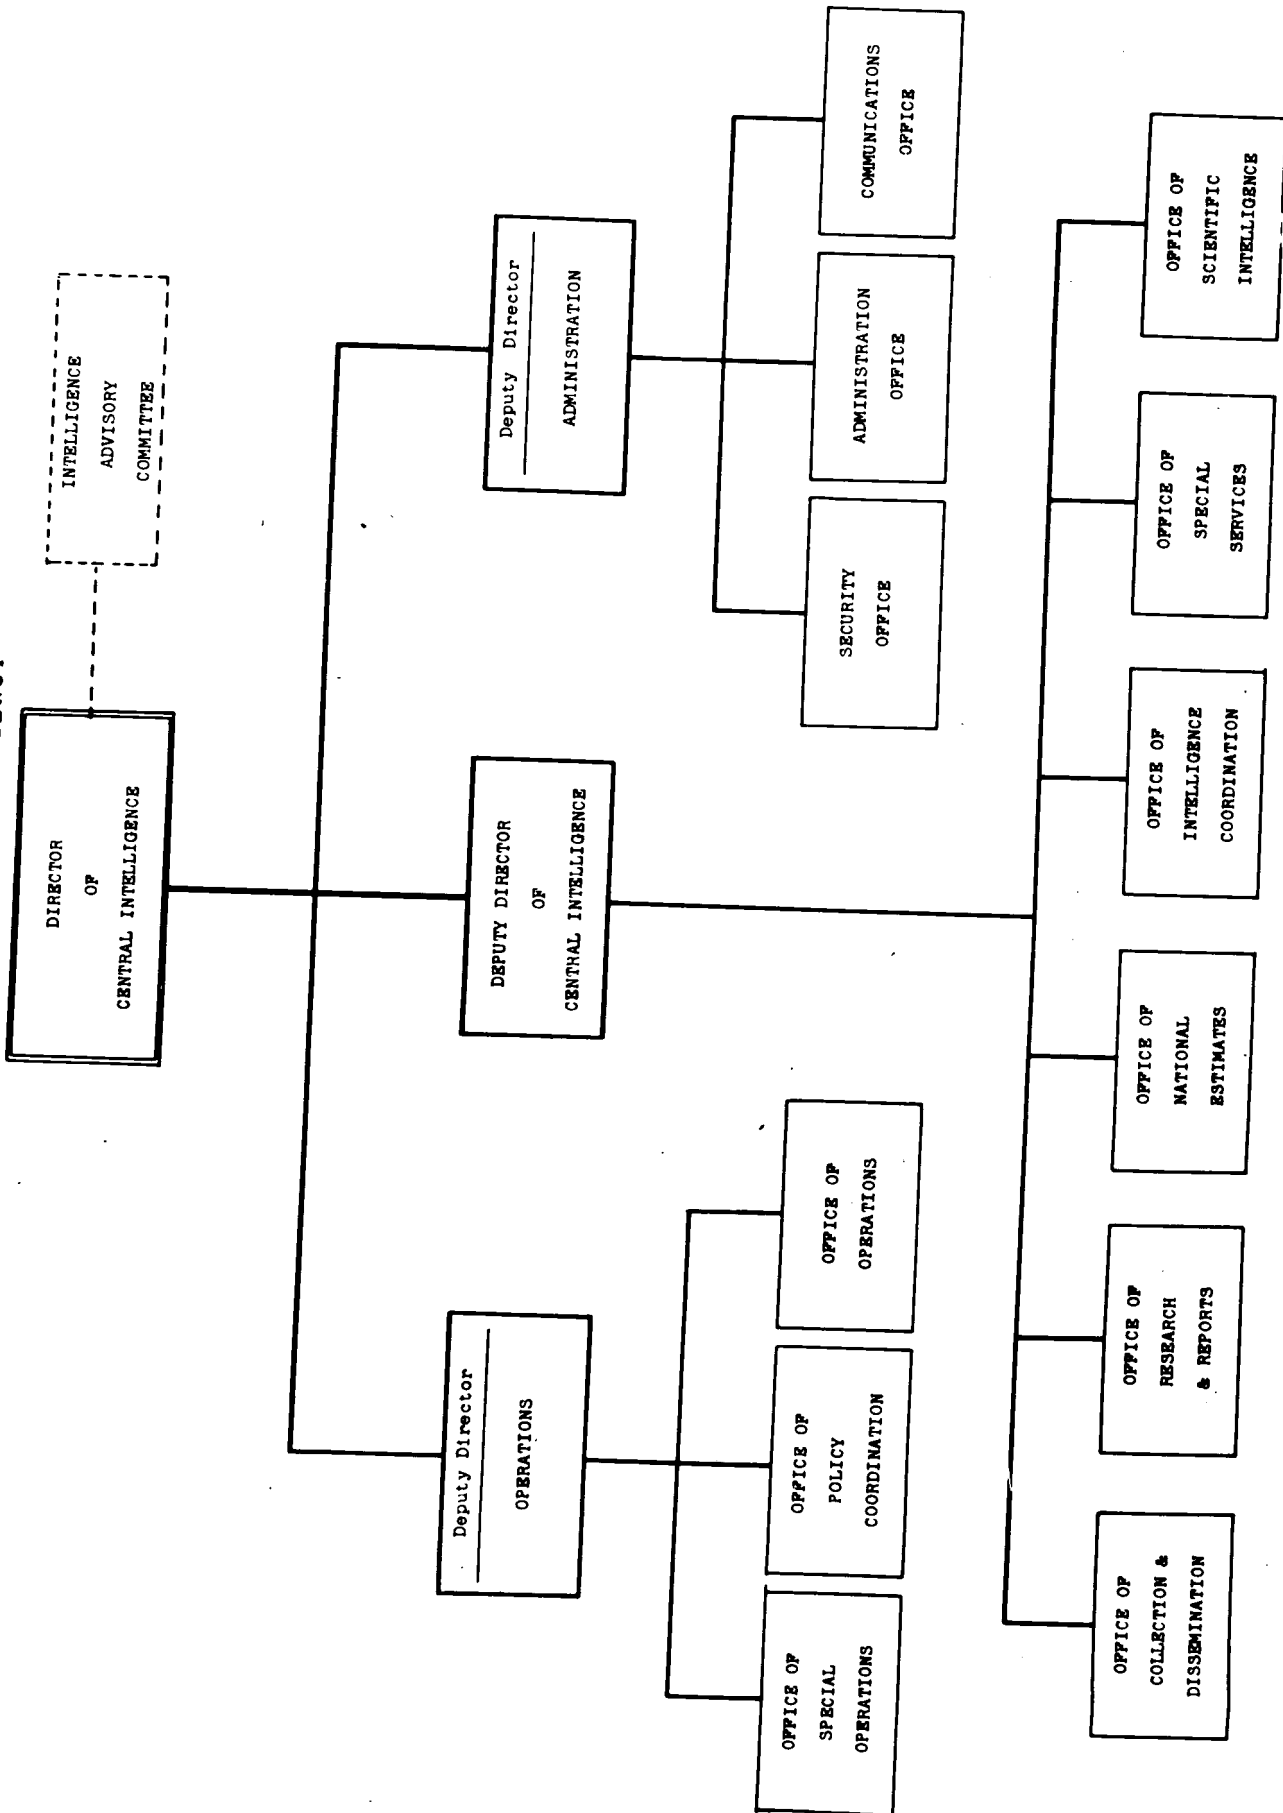 DIRECTOR
OF
CENTRAL INTELLIGENCE
INTELLIGENCE
ADVISORY
COMMITTEE
Deputy Director
OPERATIONS
DEPUTY DIRECTOR
OF
CENTRAL INTELLIGENCE
Deputy Director
ADMINISTRATION
OFFICE OF
SPECIAL
OPERATIONS
OFFICE OF
POLICY
COORDINATION
OFFICE OF
OPERATIONS
SECURITY
OFFICE
ADMINISTRATION
OFFICE
COMMUNICATIONS
OFFICE
OFFICE OF
COLLECTION &
DISSEMINATION
OFFICE OF
RESEARCH
& REPORTS
OFFICE OF
NATIONAL
ESTIMATES
OFFICE OF
INTELLIGENCE
COORDINATION
OFFICE OF
SPECIAL
SERVICES
OFFICE OF
SCIENTIFIC
INTELLIGENCE